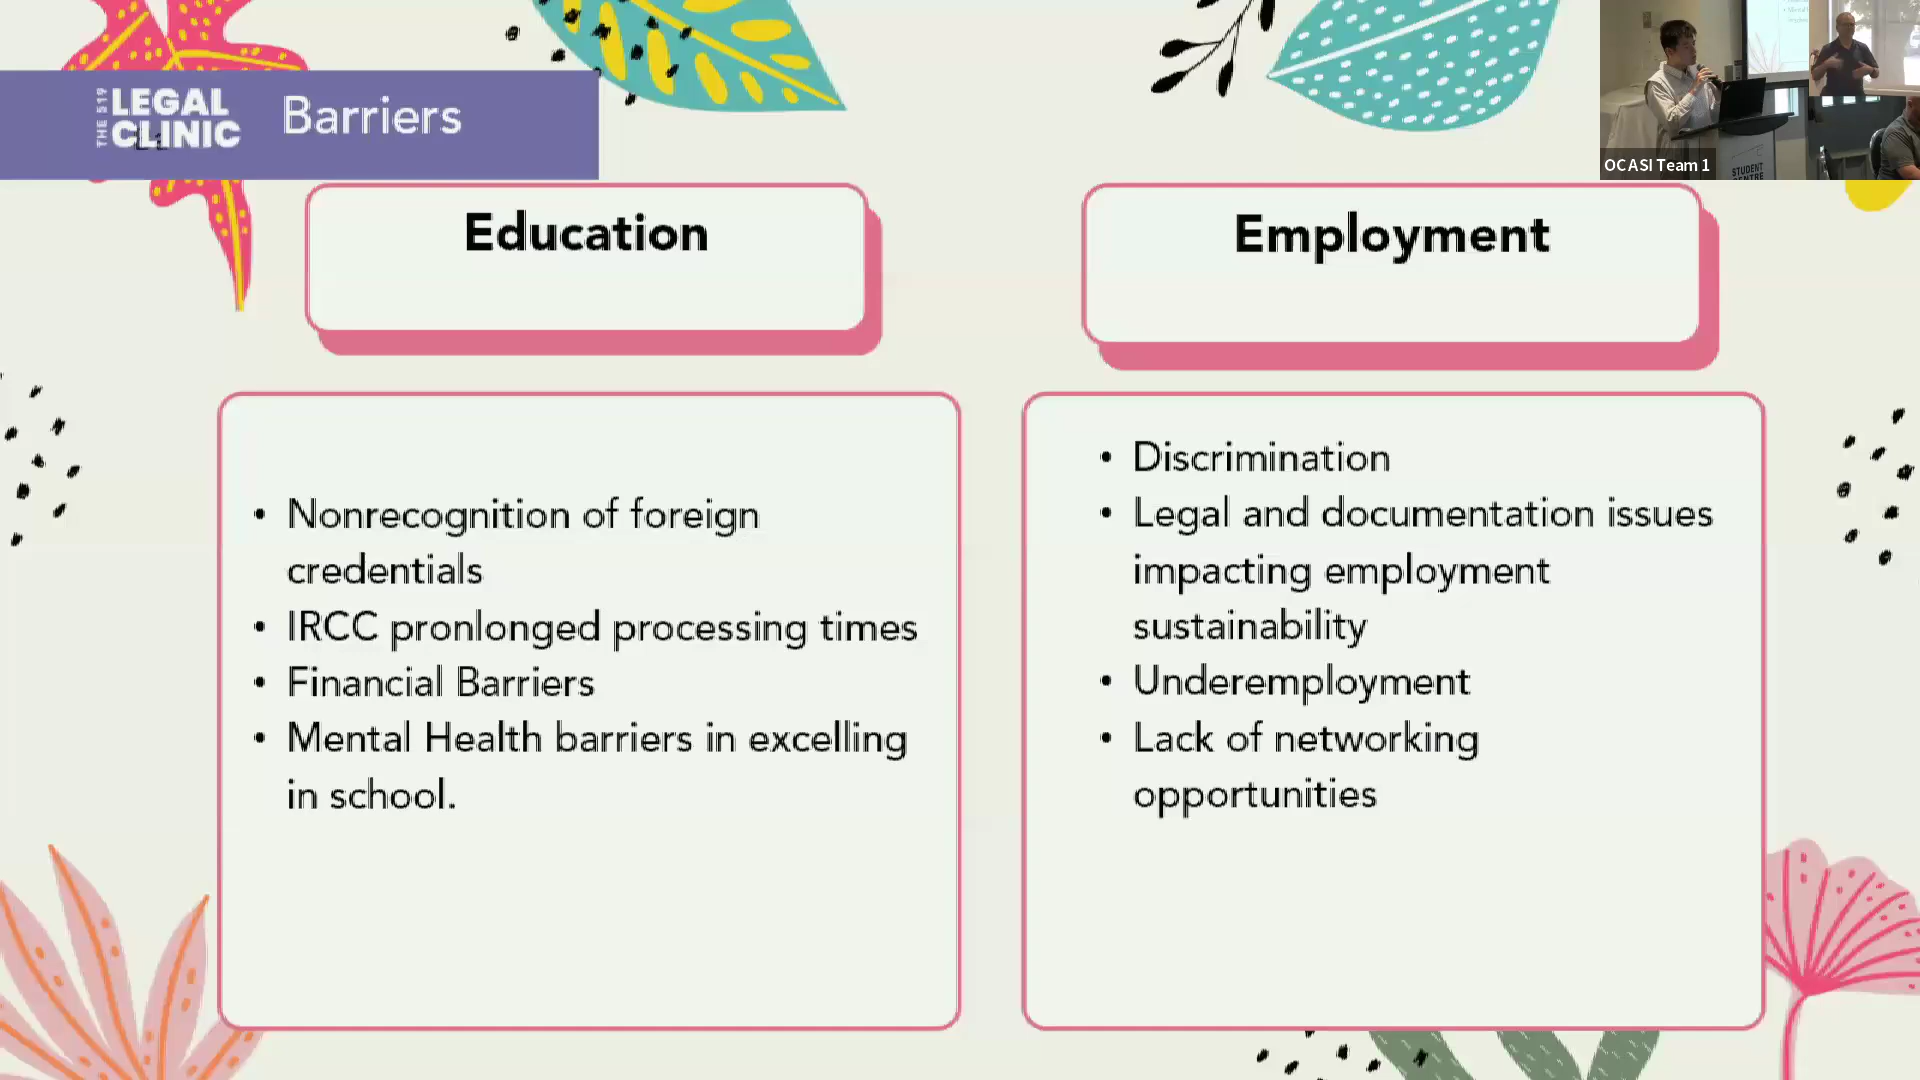 THE 519
LEGAL
CLINIC
Barriers
OCASI Team 1
STUDENT
CENTRE
Education
Employment
• Nonrecognition of foreign
credentials
• IRCC pronlonged processing times
• Financial Barriers
• Mental Health barriers in excelling
in school.
• Discrimination
• Legal and documentation issues
impacting employment
sustainability
• Underemployment
• Lack of networking
opportunities